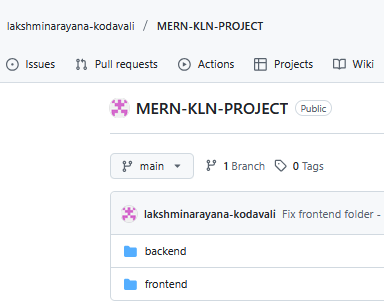 lakshminarayana-kodavali / MERN-KLN-PROJECT
Issues Pull requests Actions Projects Wiki
MERN-KLN-PROJECT Public
main 1 Branch 0 Tags
lakshminarayana-kodavali Fix frontend folder -
backend
frontend